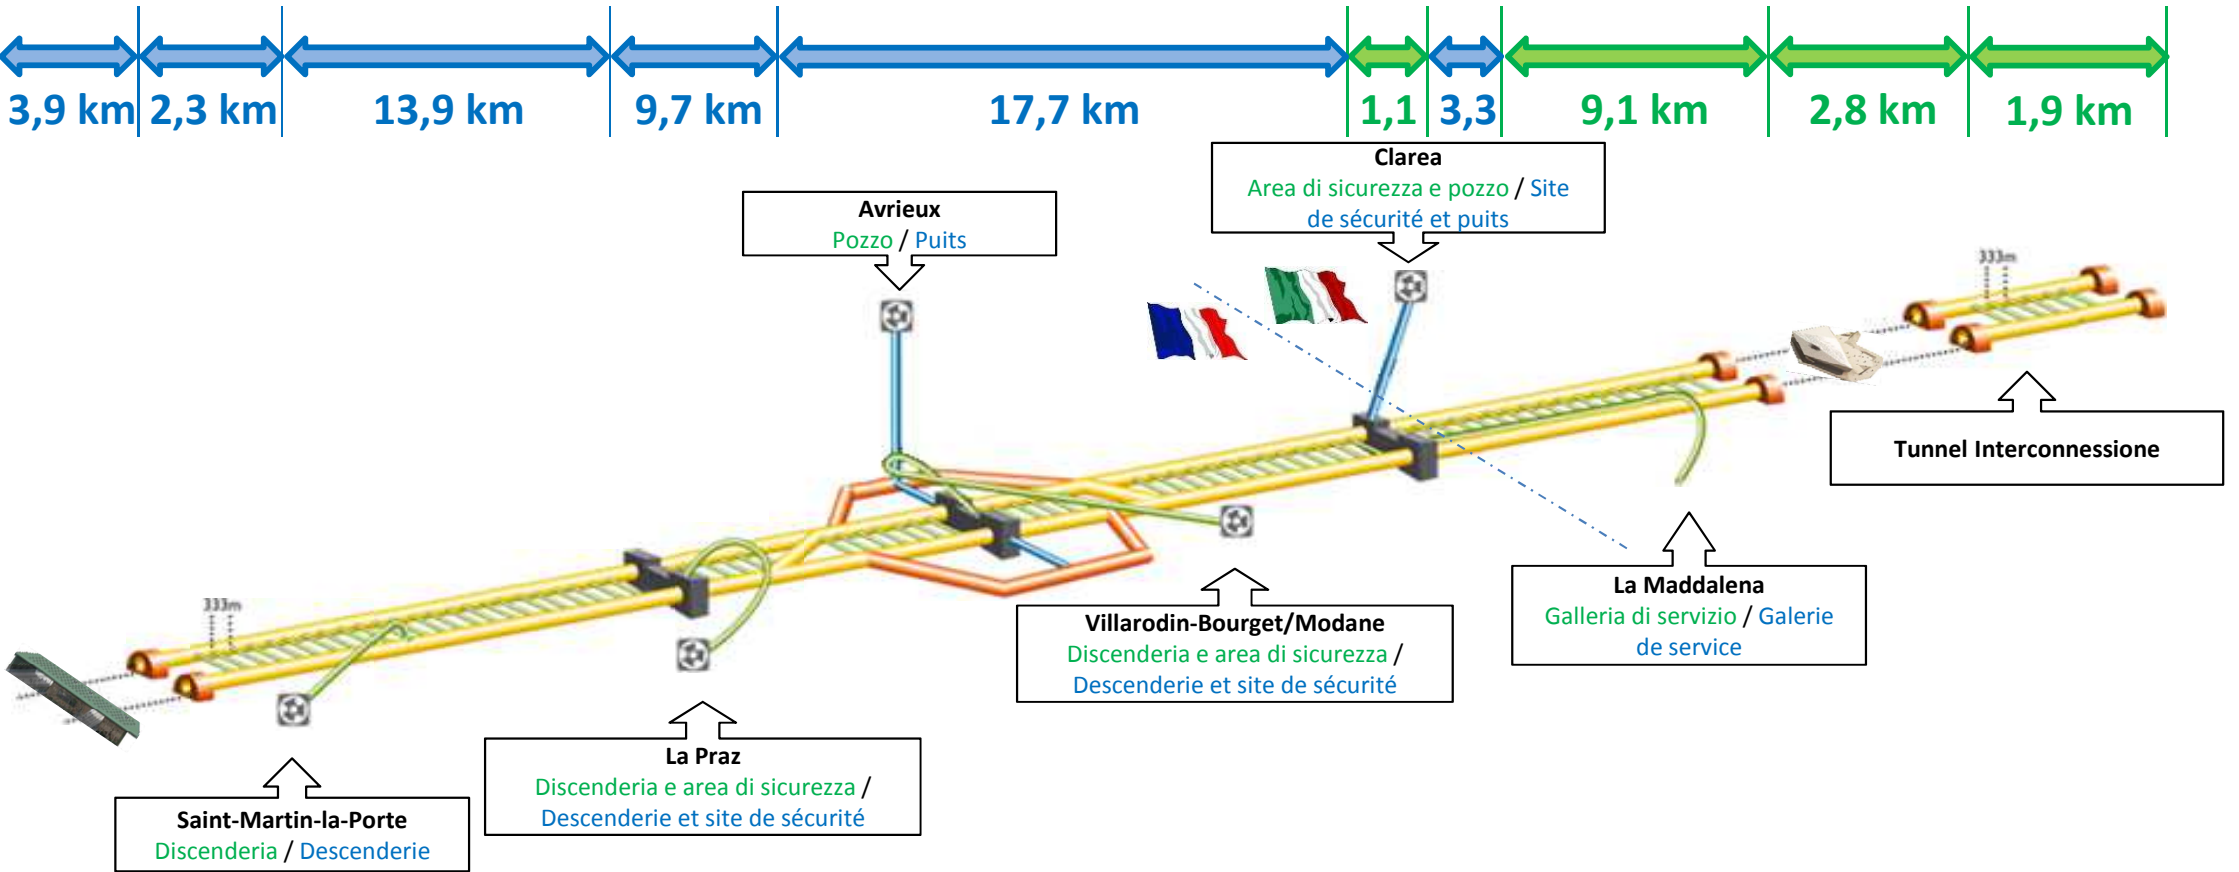 3,9 km 2,3 km 13,9 km 9,7 km 17,7 km 1,1 3,3 9,1 km 2,8 km 1,9 km
Clarea
Area di sicurezza e pozzo / Site
de sécurité et puits
Avrieux
Pozzo / Puits
333m
Tunnel Interconnessione
La Maddalena
Galleria di servizio / Galerie
de service
Villarodin-Bourget/Modane
Discenderia e area di sicurezza /
Descenderie et site de sécurité
333m
La Praz
Discenderia e area di sicurezza /
Descenderie et site de sécurité
Saint-Martin-la-Porte
Discenderia / Descenderie